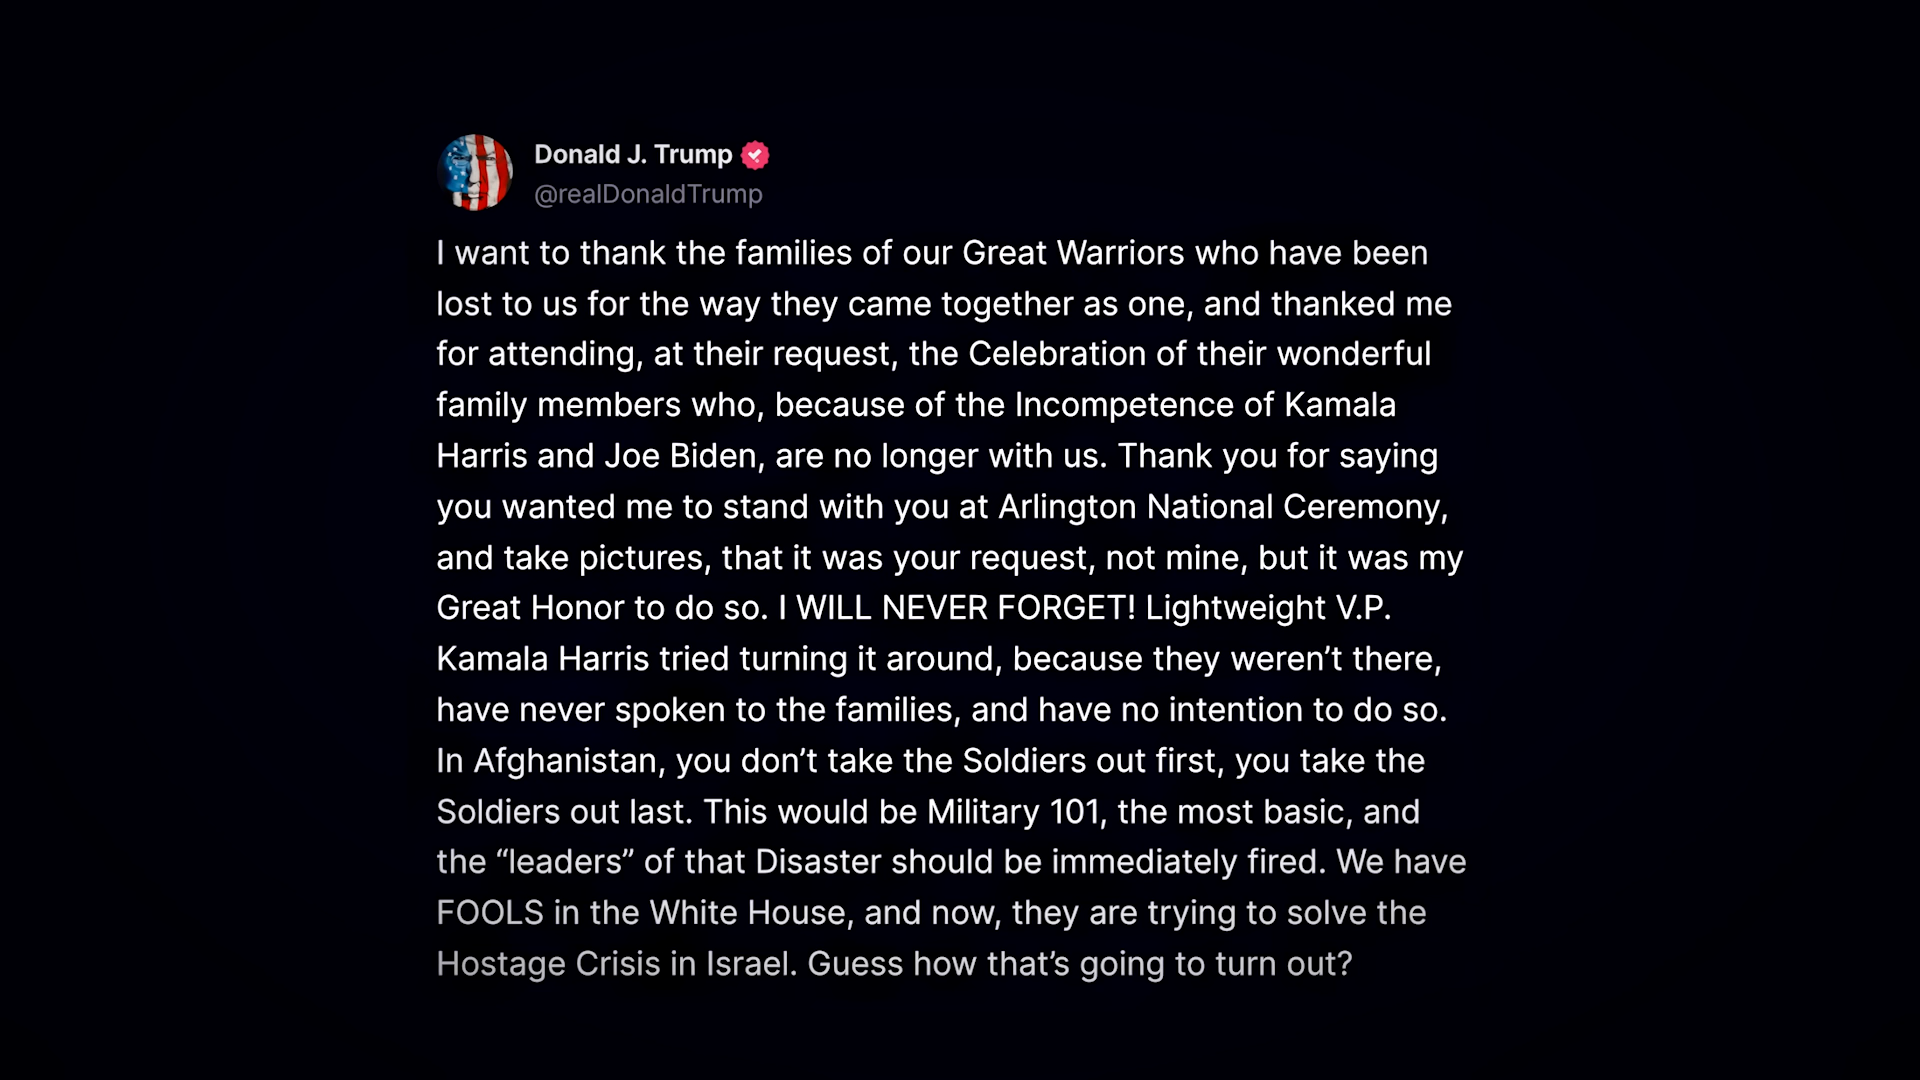 Donald J. Trump
@realDonaldTrump
I want to thank the families of our Great Warriors who have been
lost to us for the way they came together as one, and thanked me
for attending, at their request, the Celebration of their wonderful
family members who, because of the Incompetence of Kamala
Harris and Joe Biden, are no longer with us. Thank you for saying
you wanted me to stand with you at Arlington National Ceremony,
and take pictures, that it was your request, not mine, but it was my
Great Honor to do so. I WILL NEVER FORGET! Lightweight V.P.
Kamala Harris tried turning it around, because they weren’t there,
have never spoken to the families, and have no intention to do so.
In Afghanistan, you don’t take the Soldiers out first, you take the
Soldiers out last. This would be Military 101, the most basic, and
the “leaders” of that Disaster should be immediately fired. We have
FOOLS in the White House, and now, they are trying to solve the
Hostage Crisis in Israel. Guess how that’s going to turn out?